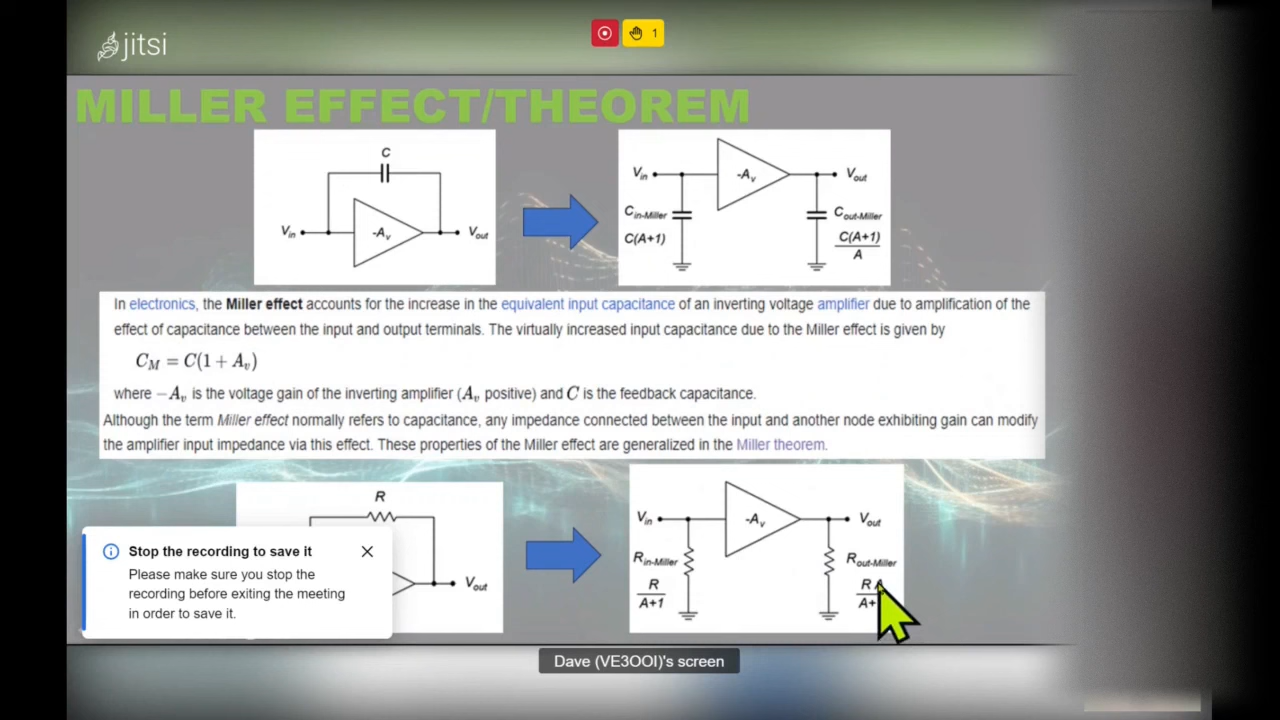 jitsi
1
MILLER EFFECT/THEOREM
C
Vin
-Av
Vout
Vin
-Av
Vout
Cin-Miller
C(A+1)
Cout-Miller
C(A+1)
A
In electronics, the Miller effect accounts for the increase in the equivalent input capacitance of an inverting voltage amplifier due to amplification of the
effect of capacitance between the input and output terminals. The virtually increased input capacitance due to the Miller effect is given by
CM = C(1 + Av)
where −Av is the voltage gain of the inverting amplifier (Av positive) and C is the feedback capacitance.
Although the term Miller effect normally refers to capacitance, any impedance connected between the input and another node exhibiting gain can modify
the amplifier input impedance via this effect. These properties of the Miller effect are generalized in the Miller theorem.
R
Vout
Vin
-Av
Vout
Rin-Miller
R
A+1
Rout-Miller
R A
A+
Stop the recording to save it
Please make sure you stop the
recording before exiting the meeting
in order to save it.
Dave (VE3OOI)'s screen